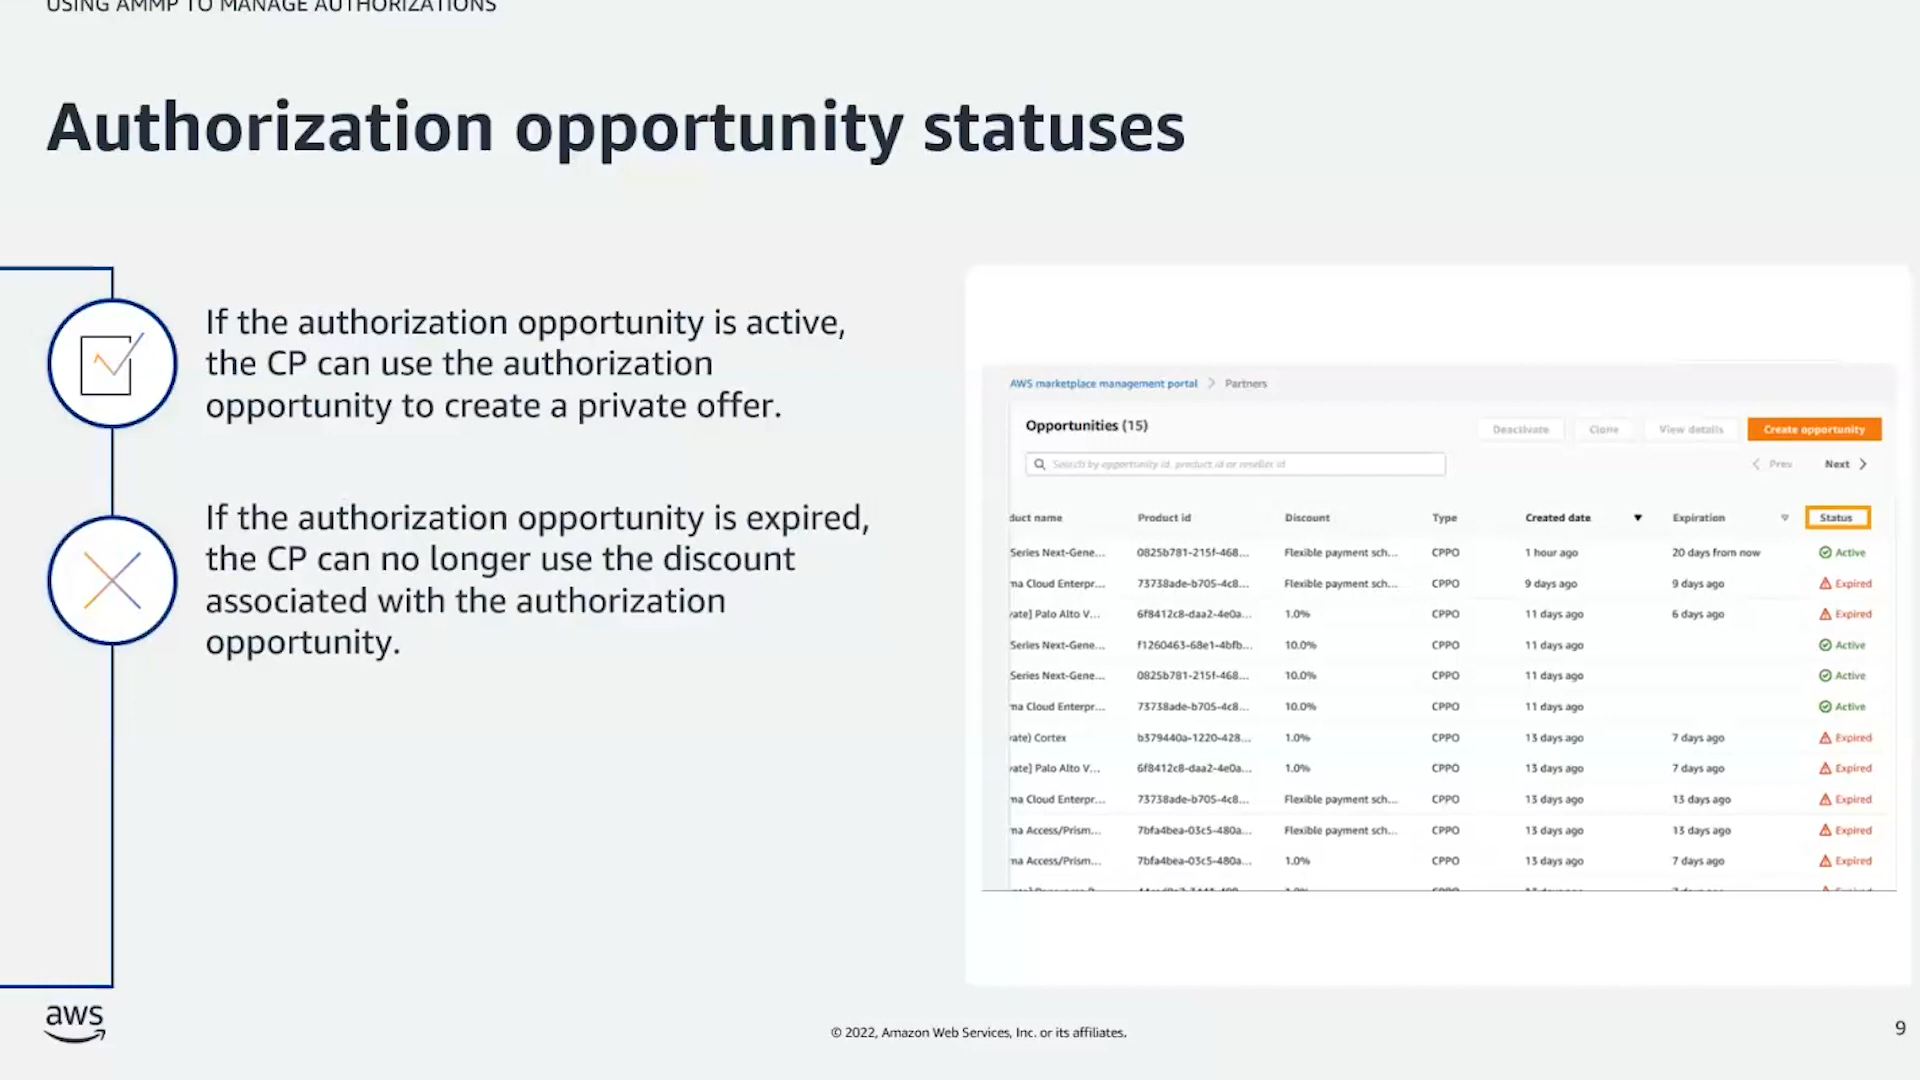 USING AMMP TO MANAGE AUTHORIZATIONS
Authorization opportunity statuses
If the authorization opportunity is active,
the CP can use the authorization
opportunity to create a private offer.
If the authorization opportunity is expired,
the CP can no longer use the discount
associated with the authorization
opportunity.
AWS marketplace management portal > Partners
Opportunities (15)
Deactivate Clone View details Create opportunity
Search by opportunity id, product id or reseller id
Prev Next
duct name Product id Discount Type Created date Expiration Status
Series Next-Gene... 0825b781-215f-468... Flexible payment sch... CPPO 1 hour ago 20 days from now Active
na Cloud Enterpr... 73738ade-b705-4c8... Flexible payment sch... CPPO 9 days ago 9 days ago Expired
vate] Palo Alto V... 6f8412c8-daa2-4e0a... 1.0% CPPO 11 days ago 6 days ago Expired
Series Next-Gene... f1260463-68e1-4bfb... 10.0% CPPO 11 days ago Active
Series Next-Gene... 0825b781-215f-468... 10.0% CPPO 11 days ago Active
na Cloud Enterpr... 73738ade-b705-4c8... 10.0% CPPO 11 days ago Active
vate) Cortex b379440a-1220-428... 1.0% CPPO 13 days ago 7 days ago Expired
vate] Palo Alto V... 6f8412c8-daa2-4e0a... 1.0% CPPO 13 days ago 7 days ago Expired
na Cloud Enterpr... 73738ade-b705-4c8... Flexible payment sch... CPPO 13 days ago 13 days ago Expired
na Access/Prism... 7bfa4bea-03c5-480a... Flexible payment sch... CPPO 13 days ago 13 days ago Expired
na Access/Prism... 7bfa4bea-03c5-480a... 1.0% CPPO 13 days ago 7 days ago Expired
aws
© 2022, Amazon Web Services, Inc. or its affiliates.
9